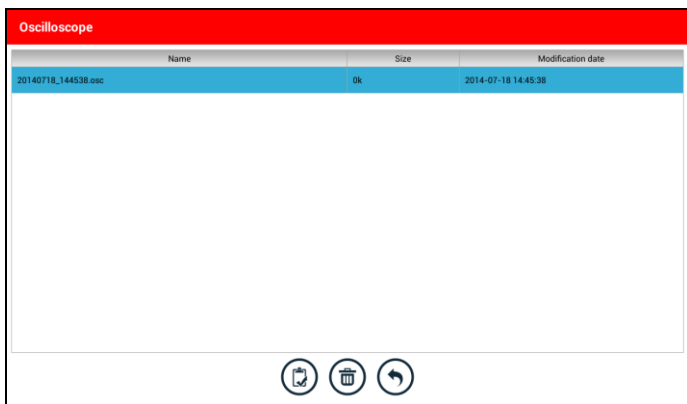 Oscilloscope
Name Size Modification date
20140718_144538.osc 0k 2014-07-18 14:45:38